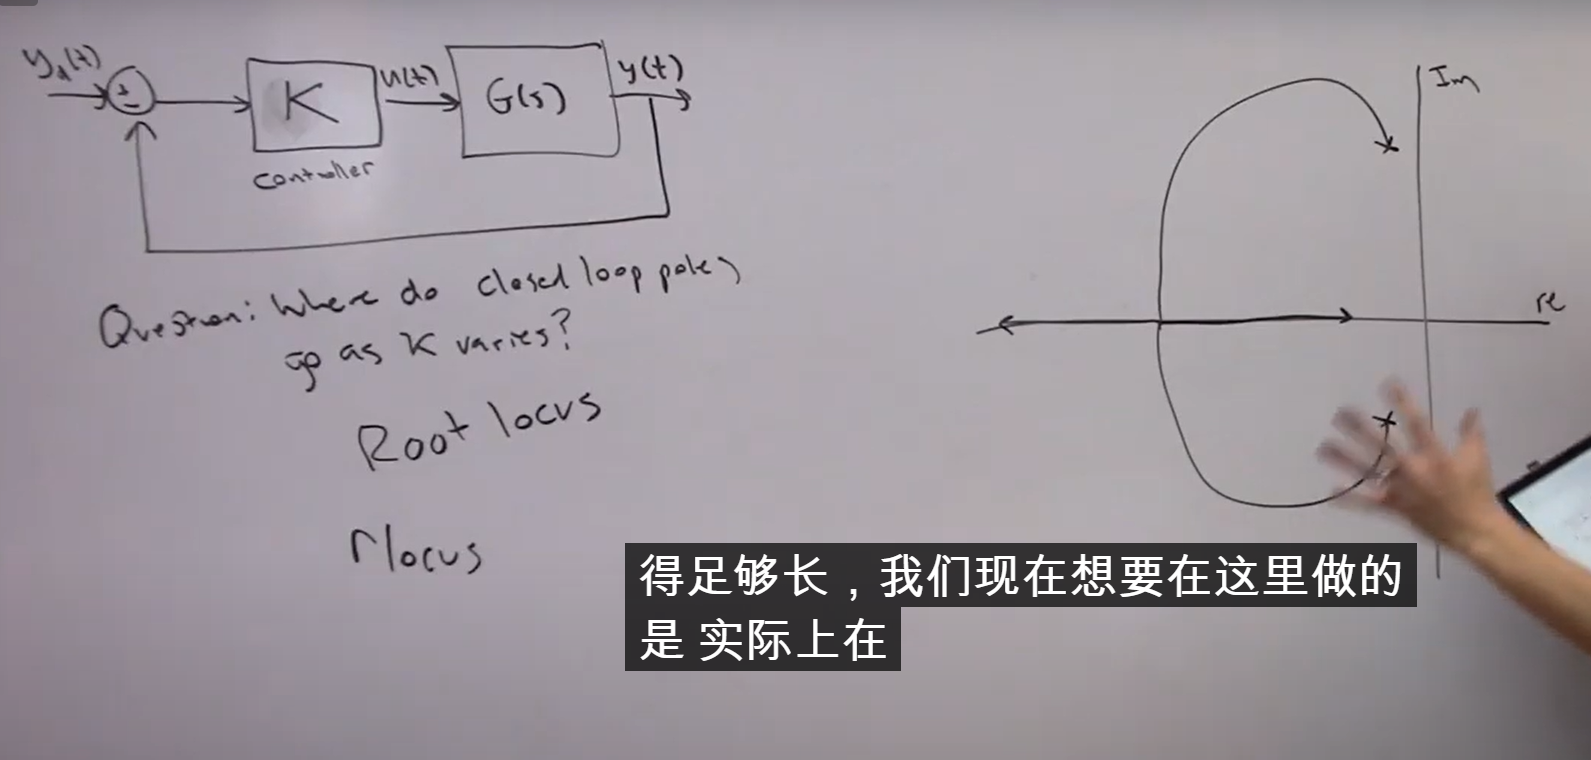 y_d(t)
±
K
u(t)
G(s)
y(t)
controller
Question: Where do closed loop poles
go as K varies?
Root locus
rlocus
Im
re
得足够长，我们现在想要在这里做的
是 实际上在